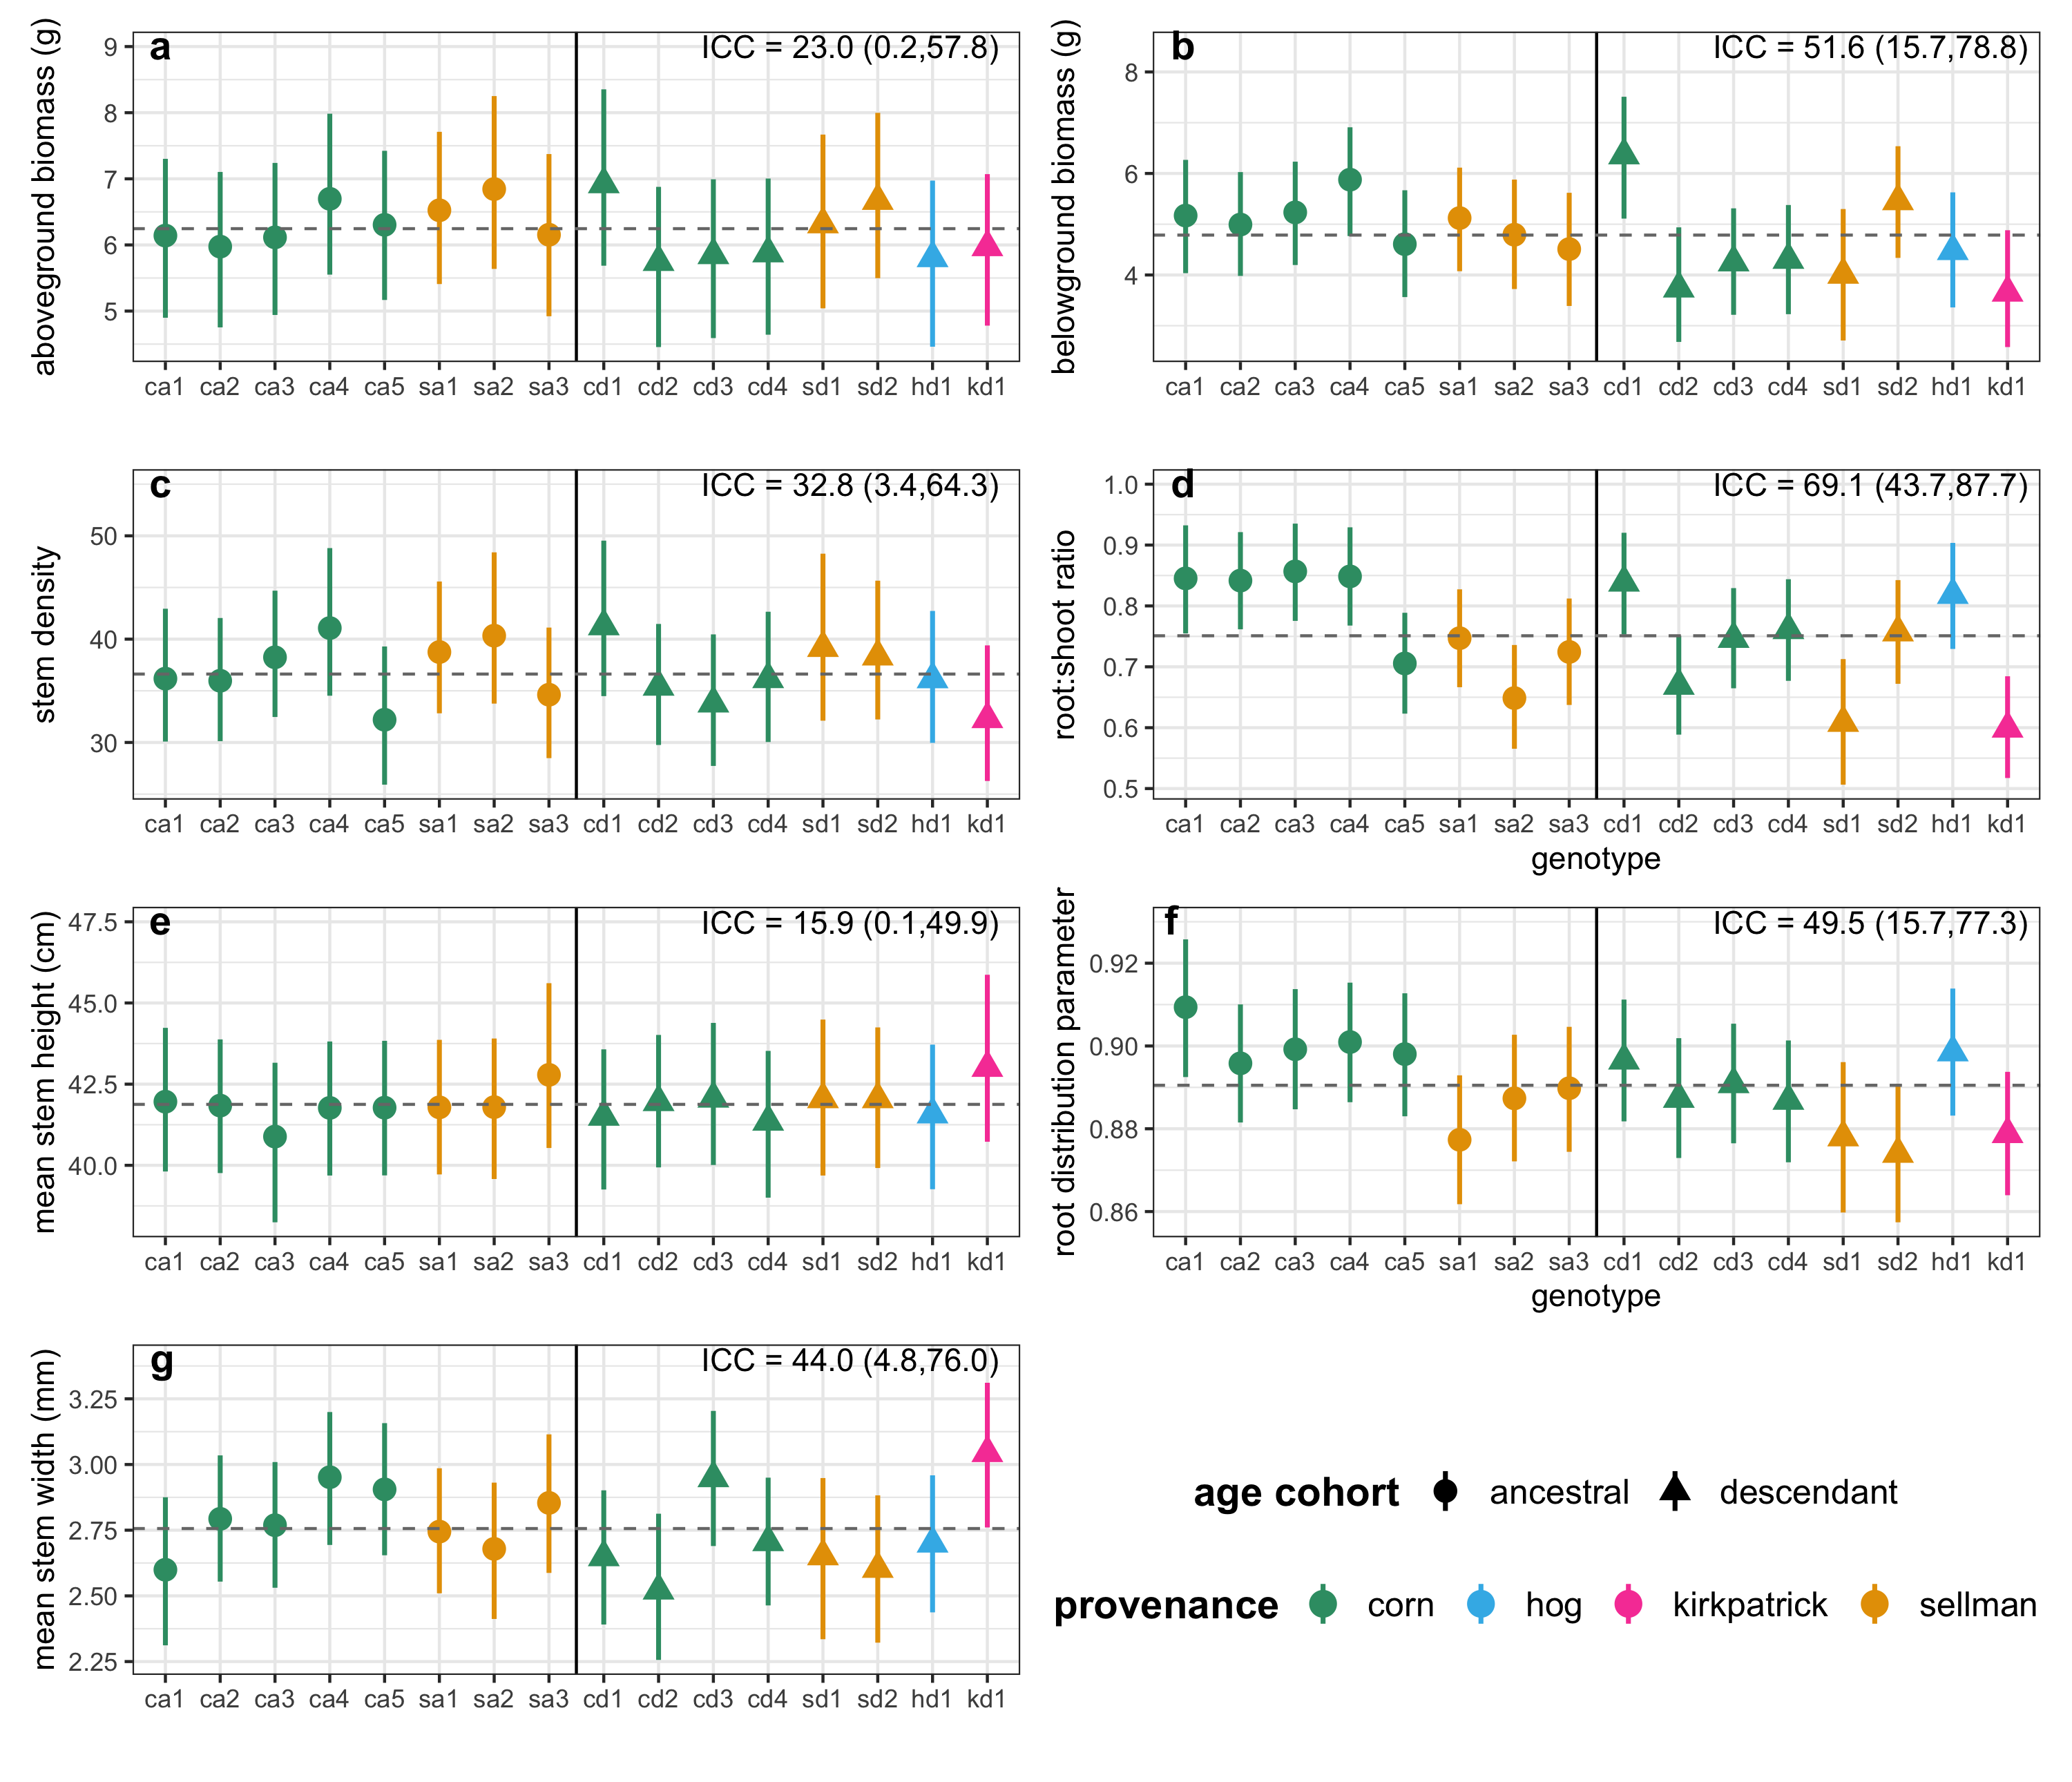 a
ICC = 23.0 (0.2,57.8)
aboveground biomass (g)
9
8
7
6
5
ca1 ca2 ca3 ca4 ca5 sa1 sa2 sa3 cd1 cd2 cd3 cd4 sd1 sd2 hd1 kd1
b
ICC = 51.6 (15.7,78.8)
belowground biomass (g)
8
6
4
ca1 ca2 ca3 ca4 ca5 sa1 sa2 sa3 cd1 cd2 cd3 cd4 sd1 sd2 hd1 kd1
c
ICC = 32.8 (3.4,64.3)
stem density
50
40
30
ca1 ca2 ca3 ca4 ca5 sa1 sa2 sa3 cd1 cd2 cd3 cd4 sd1 sd2 hd1 kd1
d
ICC = 69.1 (43.7,87.7)
root:shoot ratio
1.0
0.9
0.8
0.7
0.6
0.5
ca1 ca2 ca3 ca4 ca5 sa1 sa2 sa3 cd1 cd2 cd3 cd4 sd1 sd2 hd1 kd1
genotype
e
ICC = 15.9 (0.1,49.9)
mean stem height (cm)
47.5
45.0
42.5
40.0
ca1 ca2 ca3 ca4 ca5 sa1 sa2 sa3 cd1 cd2 cd3 cd4 sd1 sd2 hd1 kd1
f
ICC = 49.5 (15.7,77.3)
root distribution parameter
0.92
0.90
0.88
0.86
ca1 ca2 ca3 ca4 ca5 sa1 sa2 sa3 cd1 cd2 cd3 cd4 sd1 sd2 hd1 kd1
genotype
g
ICC = 44.0 (4.8,76.0)
mean stem width (mm)
3.25
3.00
2.75
2.50
2.25
ca1 ca2 ca3 ca4 ca5 sa1 sa2 sa3 cd1 cd2 cd3 cd4 sd1 sd2 hd1 kd1
age cohort ancestral descendant
provenance corn hog kirkpatrick sellman